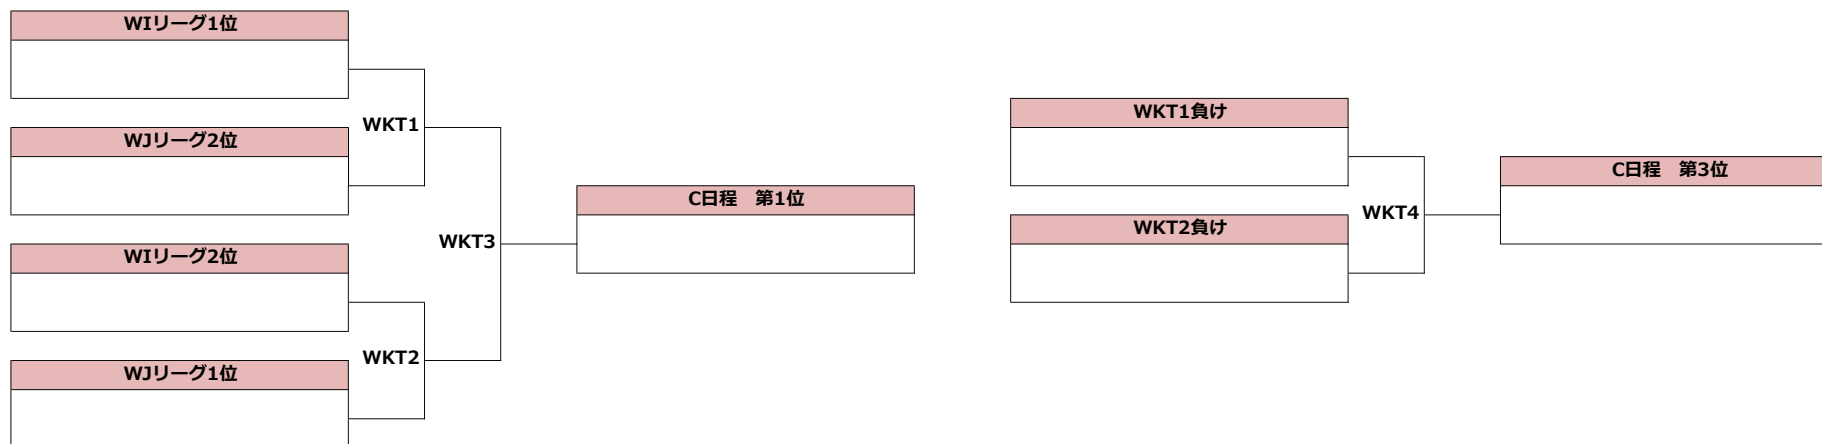 WIリーグ1位
WKT1
WJリーグ2位
WKT3
C日程　第1位
WIリーグ2位
WKT2
WJリーグ1位
WKT1負け
WKT4
WKT2負け
C日程　第3位